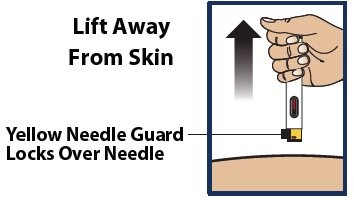 Lift Away
From Skin
Yellow Needle Guard
Locks Over Needle